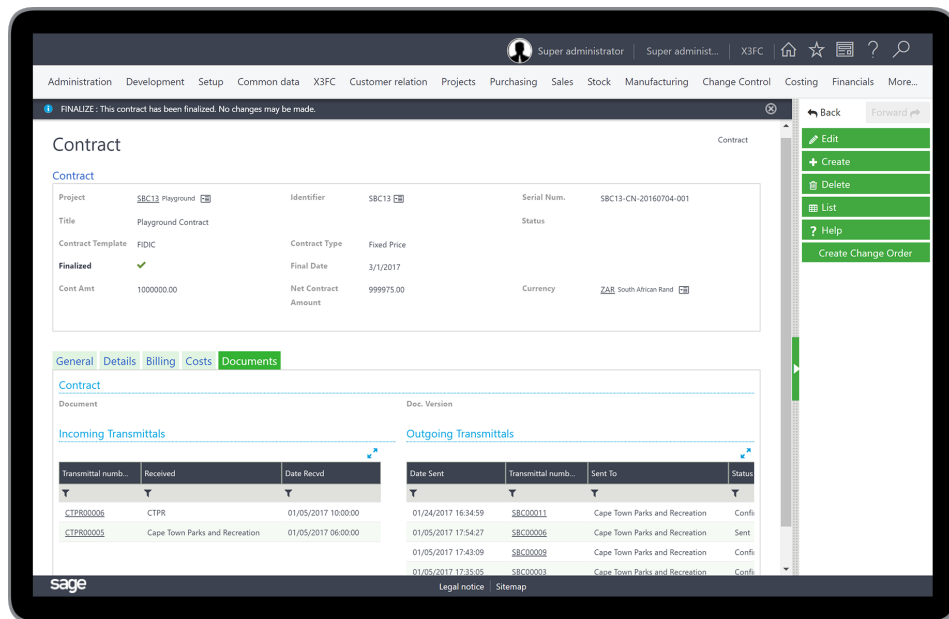 Super administrator Super administ... X3FC ?
Administration Development Setup Common data X3FC Customer relation Projects Purchasing Sales Stock Manufacturing Change Control Costing Financials More...
FINALIZE : This contract has been finalized. No changes may be made.
Back Forward
Contract Contract
Edit
Create
Delete
List
? Help
Create Change Order
Contract
Project SBC13 Playground Identifier SBC13 Serial Num. SBC13-CN-20160704-001
Title Playground Contract Status
Contract Template FIDIC Contract Type Fixed Price
Finalized Final Date 3/1/2017
Cont Amt 1000000.00 Net Contract Amount 999975.00 Currency ZAR South African Rand
General Details Billing Costs Documents
Contract
Document Doc. Version
Incoming Transmittals Outgoing Transmittals
Transmittal numb... Received Date Recvd Date Sent Transmittal numb... Sent To Status
CTPR00006 CTPR 01/05/2017 10:00:00 01/24/2017 16:34:59 SBC00011 Cape Town Parks and Recreation Confi
CTPR00005 Cape Town Parks and Recreation 01/05/2017 06:00:00 01/05/2017 17:54:27 SBC00006 Cape Town Parks and Recreation Sent
01/05/2017 17:43:09 SBC00009 Cape Town Parks and Recreation Confi
01/05/2017 17:35:05 SBC00003 Cape Town Parks and Recreation Confi
sage Legal notice Sitemap